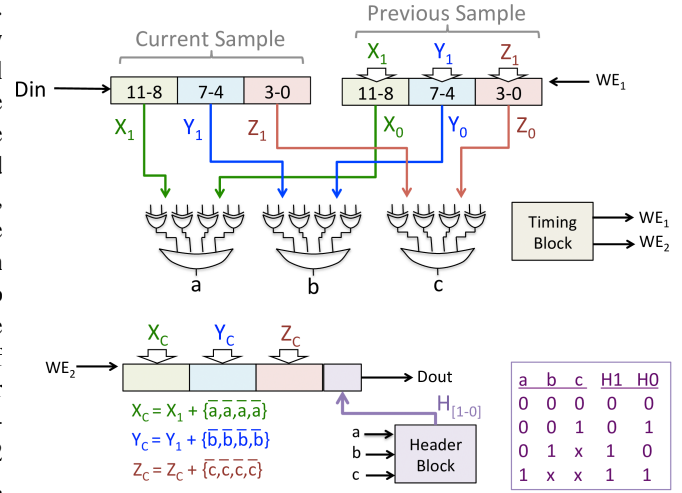 Previous Sample
Current Sample
X1 Y1 Z1
Din 11-8 7-4 3-0 11-8 7-4 3-0 WE1
X1 Y1 Z1 X0 Y0 Z0
Timing Block WE1 WE2
a b c
XC YC ZC
WE2 Dout
XC = X1 + {a̅,a̅,a̅,a̅}
YC = Y1 + {b̅,b̅,b̅,b̅}
ZC = ZC + {c̅,c̅,c̅,c̅}
H[1-0]
a
b
c
Header Block
a b c H1 H0
0 0 0 0 0
0 0 1 0 1
0 1 x 1 0
1 x x 1 1